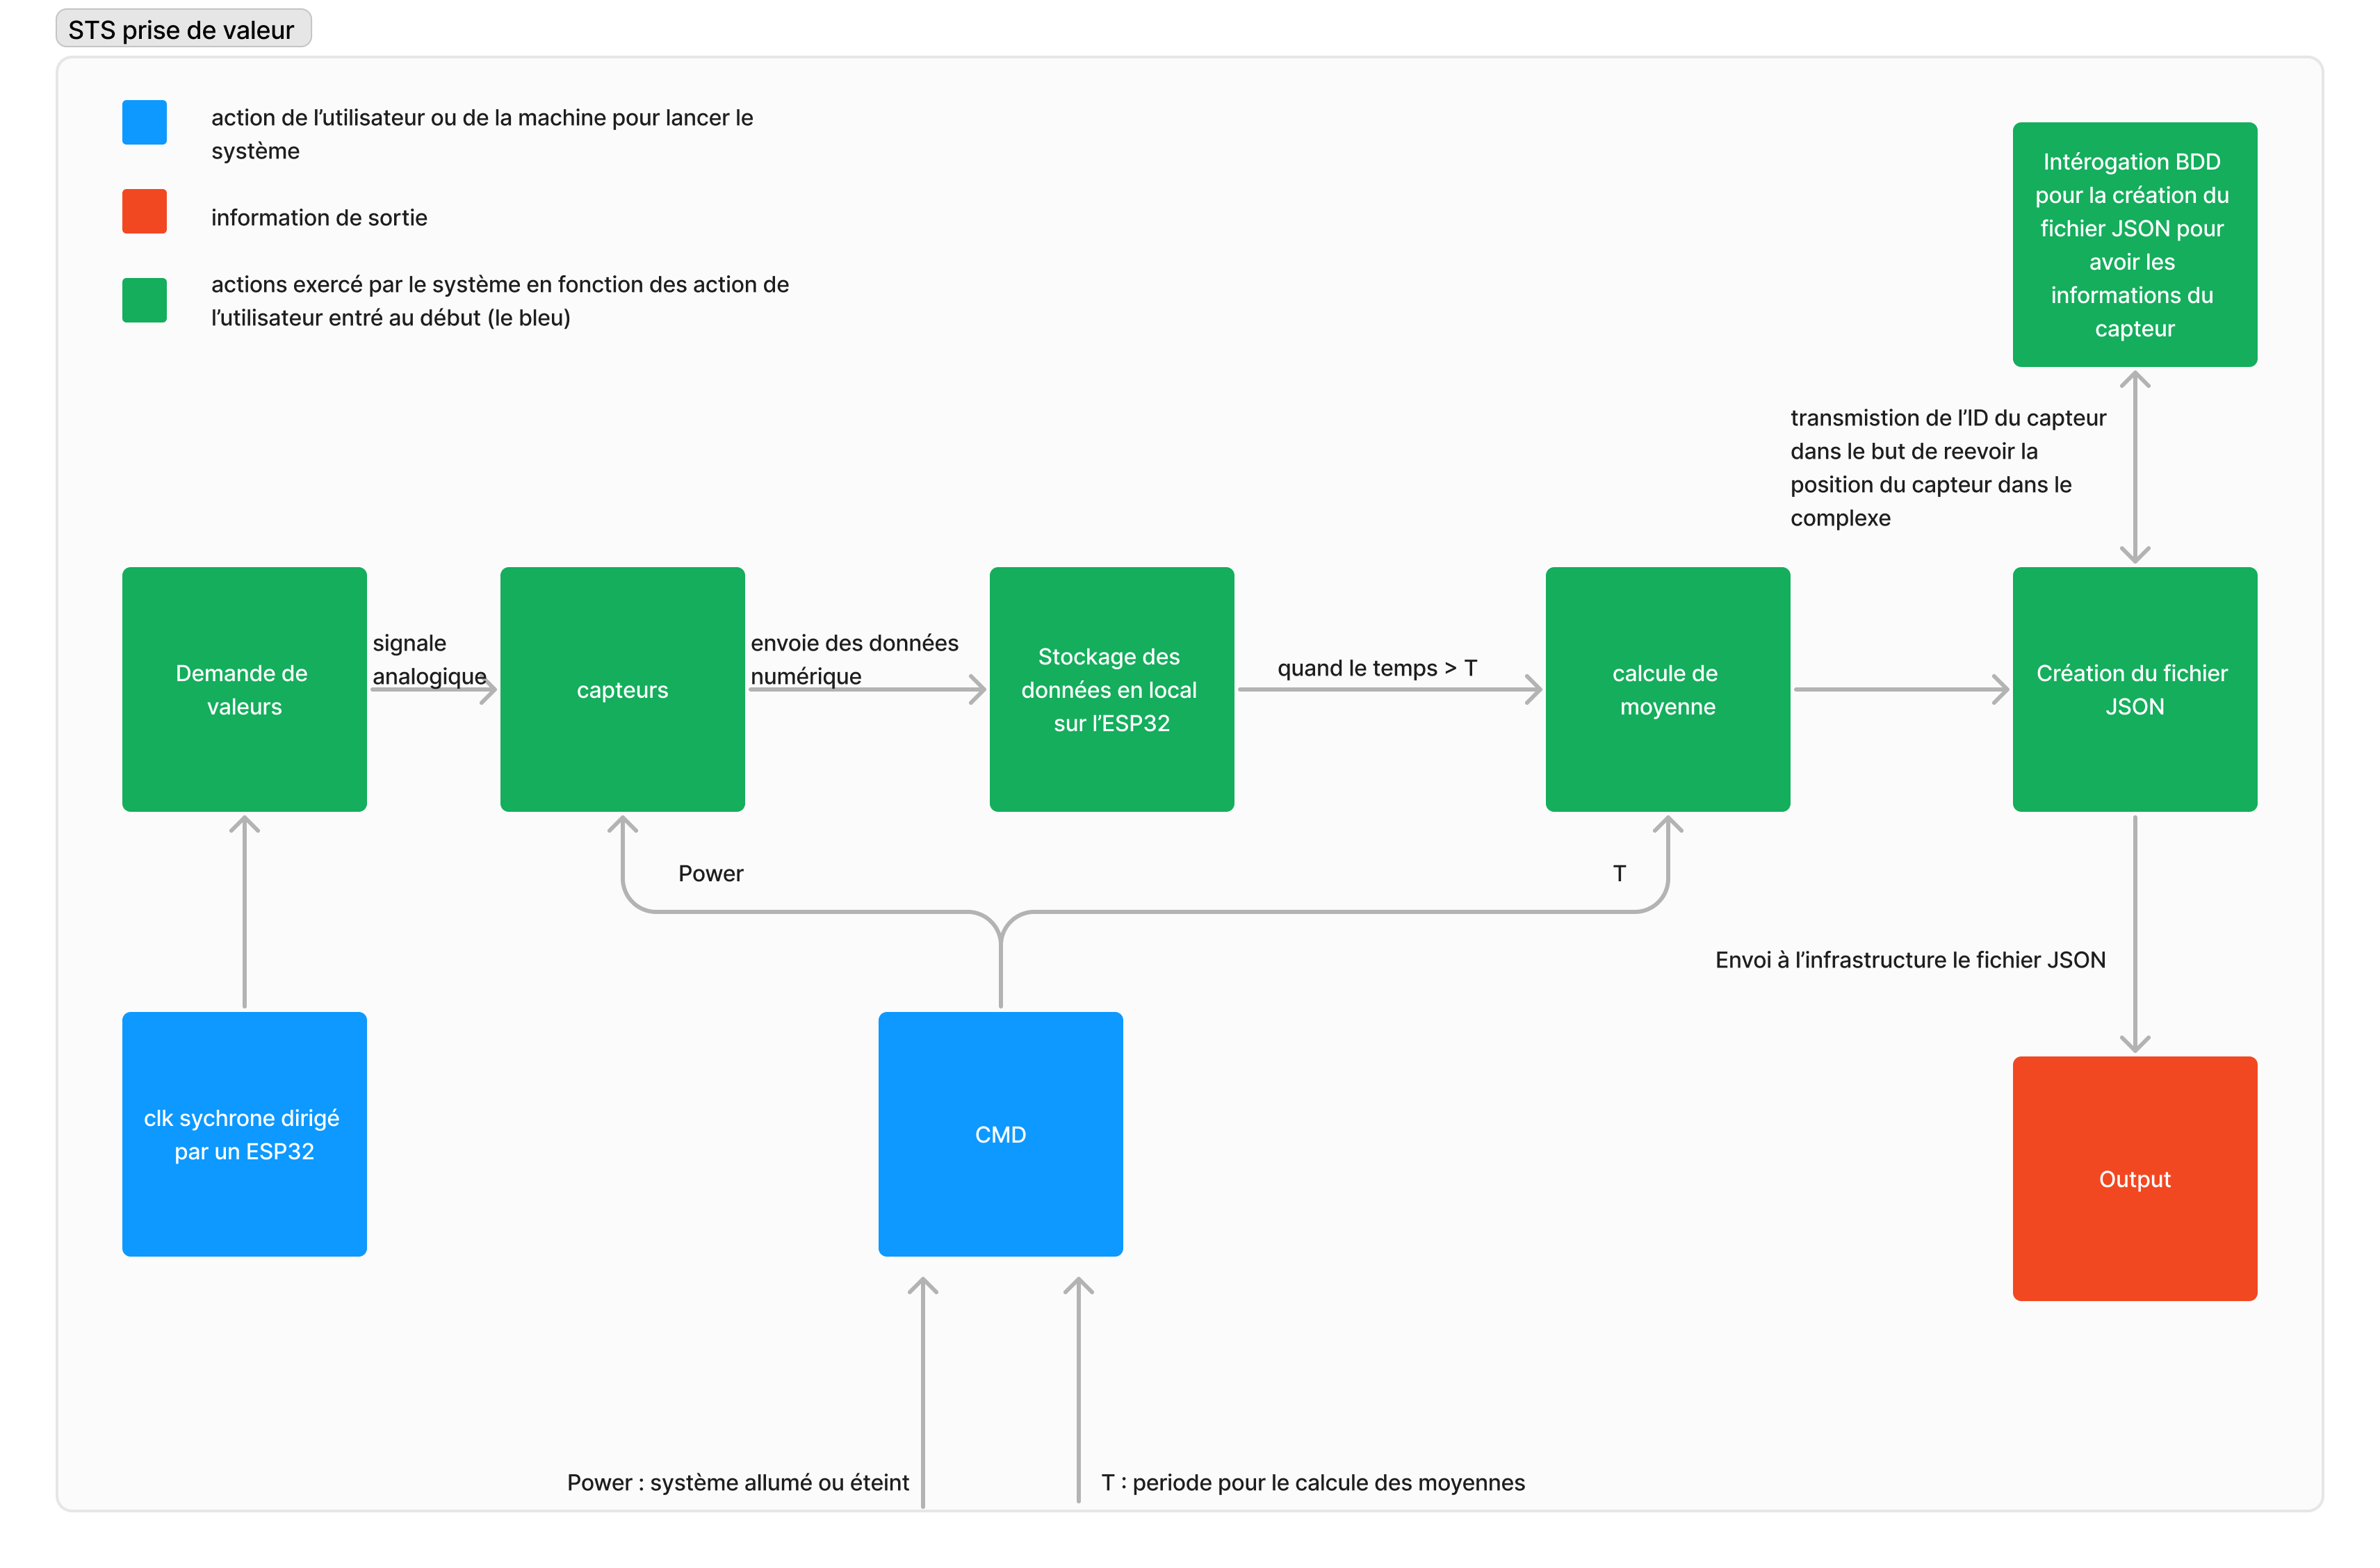 STS prise de valeur
action de l’utilisateur ou de la machine pour lancer le
système
information de sortie
actions exercé par le système en fonction des action de
l’utilisateur entré au début (le bleu)
Intérogation BDD
pour la création du
fichier JSON pour
avoir les
informations du
capteur
transmistion de l’ID du capteur
dans le but de reevoir la
position du capteur dans le
complexe
Demande de
valeurs
signale
analogique
capteurs
envoie des données
numérique
Stockage des
données en local
sur l’ESP32
quand le temps > T
calcule de
moyenne
Création du fichier
JSON
Power
T
Envoi à l’infrastructure le fichier JSON
clk sychrone dirigé
par un ESP32
CMD
Output
Power : système allumé ou éteint
T : periode pour le calcule des moyennes